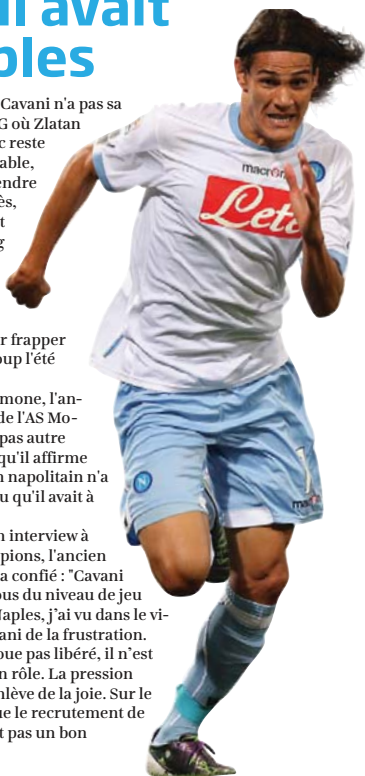 il avait
ples
Cavani n'a pas sa
G où Zlatan
c reste
able,
endre
ès,
t
g
r frapper
oup l'été
mone, l'an-
de l'AS Mo-
pas autre
qu'il affirme
n napolitain n'a
u qu'il avait à
n interview à
pions, l'ancien
a confié : "Cavani
ous du niveau de jeu
Naples, j'ai vu dans le vi-
ani de la frustration.
oue pas libéré, il n'est
n rôle. La pression
nlève de la joie. Sur le
ue le recrutement de
t pas un bon
macron
Lete
N
7
macr